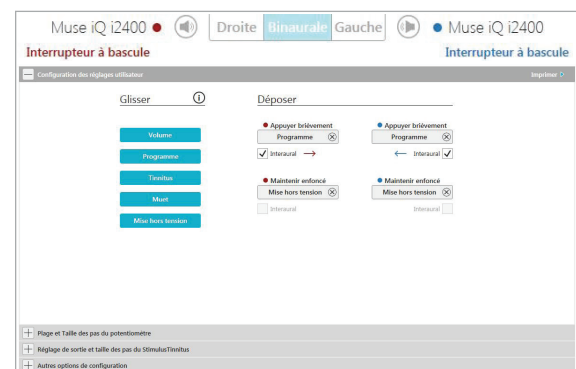 Muse iQ i2400 Droite Binaurale Gauche Muse iQ i2400
Interrupteur à bascule Interrupteur à bascule
Configuration des réglages utilisateur Imprimer
Glisser Déposer
Appuyer brièvement Appuyer brièvement
Volume Programme Programme
Programme Interaural Interaural
Tinnitus Maintenir enfoncé Maintenir enfoncé
Muet Mise hors tension Mise hors tension
Mise hors tension Interaural Interaural
Plage et Taille des pas du potentiomètre
Réglage de sortie et taille des pas du StimulusTinnitus
Autres options de configuration